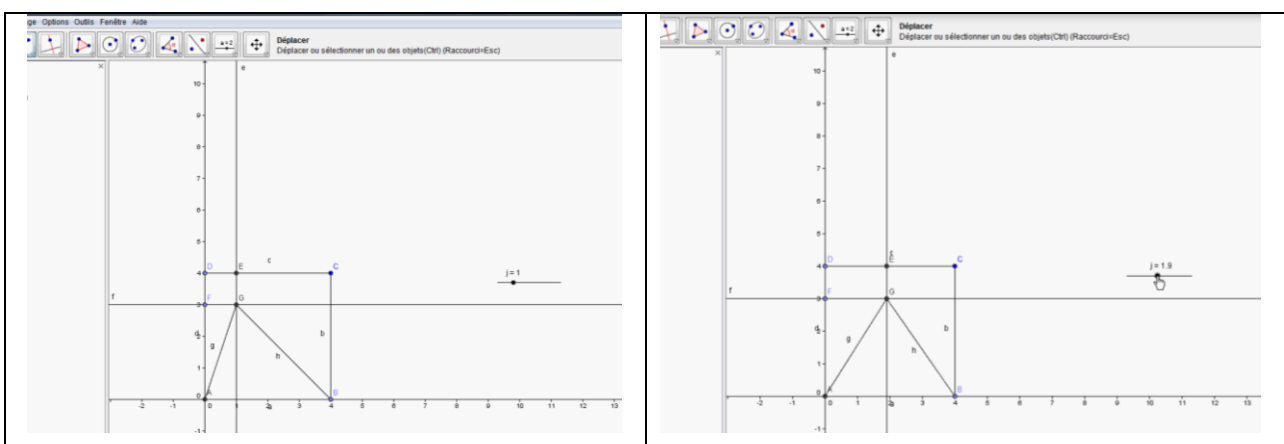 ge Options Outils Fenêtre Aide
a=2
Déplacer
Déplacer ou sélectionner un ou des objets(Ctrl) (Raccourci=Esc)
e
10
9
8
7
6
5
D
E
c
C
4
j = 1
f
F
G
3
d
2
b
g
h
1
A
B
0
-2
-1
0
1
2
a
3
4
5
6
7
8
9
10
11
12
13
-1
a=2
Déplacer
Déplacer ou sélectionner un ou des objets(Ctrl) (Raccourci=Esc)
e
10
9
8
7
6
5
D
E
C
4
j = 1.9
f
F
G
3
d
2
b
g
h
1
A
B
0
-2
-1
0
1
2
a
3
4
5
6
7
8
9
10
11
12
13
-1